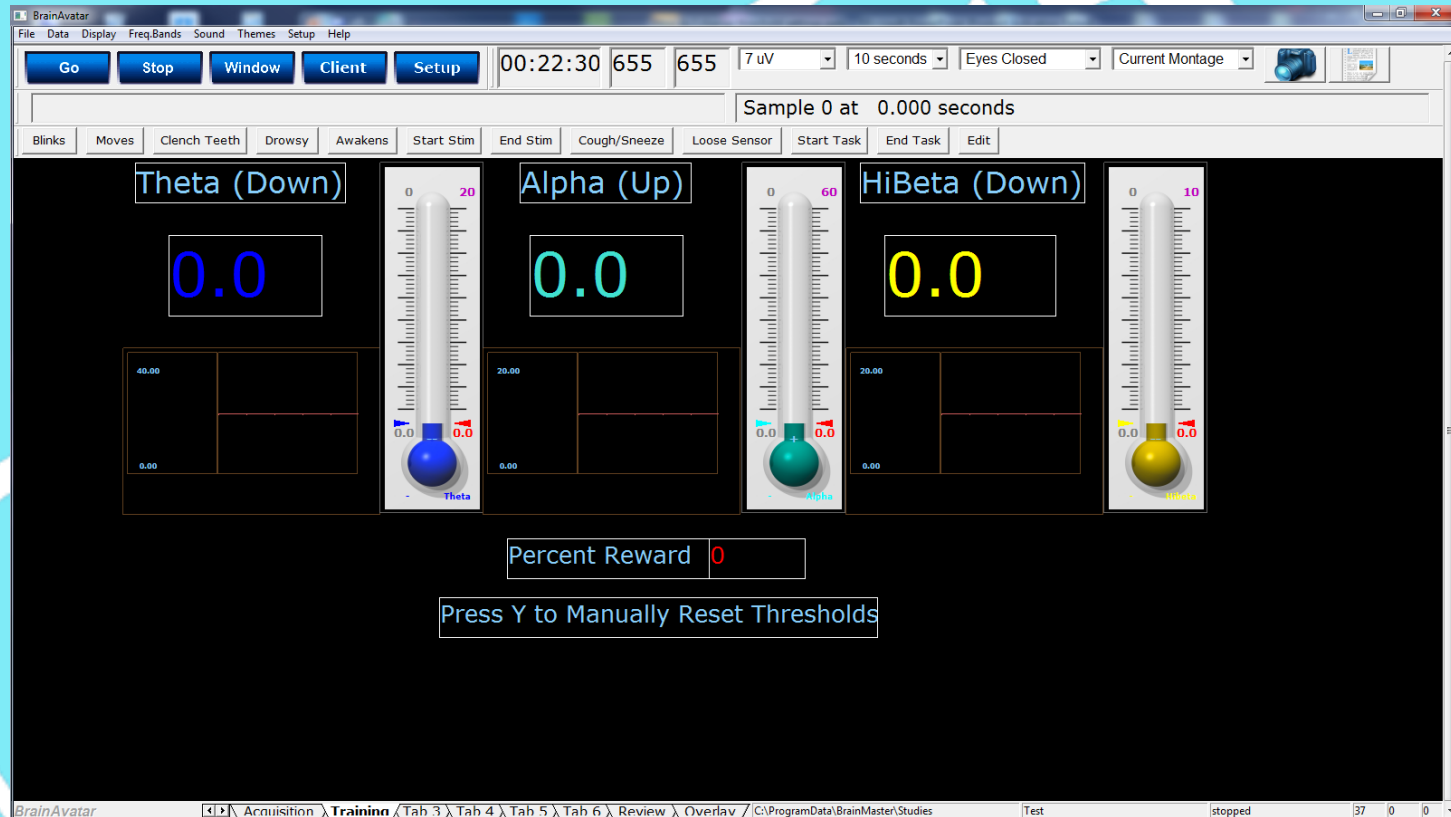 BrainAvatar
File Data Display Freq.Bands Sound Themes Setup Help
Go Stop Window Client Setup 00:22:30 655 655 7 uV 10 seconds Eyes Closed Current Montage
Sample 0 at 0.000 seconds
Blinks Moves Clench Teeth Drowsy Awakens Start Stim End Stim Cough/Sneeze Loose Sensor Start Task End Task Edit
Theta (Down) 0 20 Alpha (Up) 0 60 HiBeta (Down) 0 10
0.0 0.0 0.0
40.00 20.00 20.00
0.0 0.0 0.0 0.0 0.0 0.0
0.00 0.00 0.00
- Theta - Alpha - HiBeta
Percent Reward 0
Press Y to Manually Reset Thresholds
BrainAvatar Acquisition Training Tab 3 Tab 4 Tab 5 Tab 6 Review Overlay C:\ProgramData\BrainMaster\Studies Test stopped 37 0 0